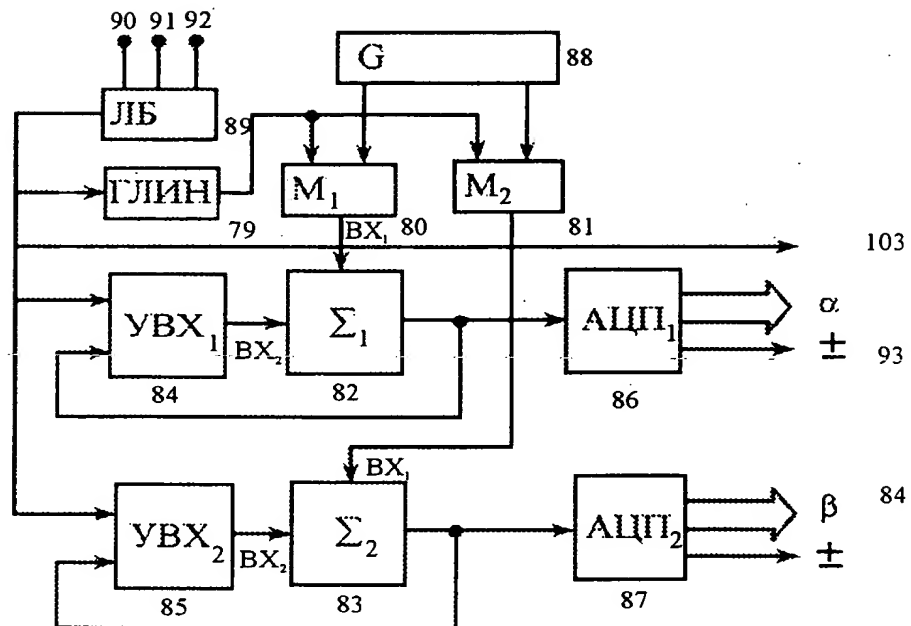 90 91 92
G 88
ЛБ 89
ГЛИН 79
M₁ 80
M₂ 81
ВХ₁
103
УВХ₁ 84
ВХ₂
Σ₁ 82
АЦП₁ 86
α
± 93
ВХ₁
УВХ₂ 85
ВХ₂
Σ₂ 83
АЦП₂ 87
β 84
±